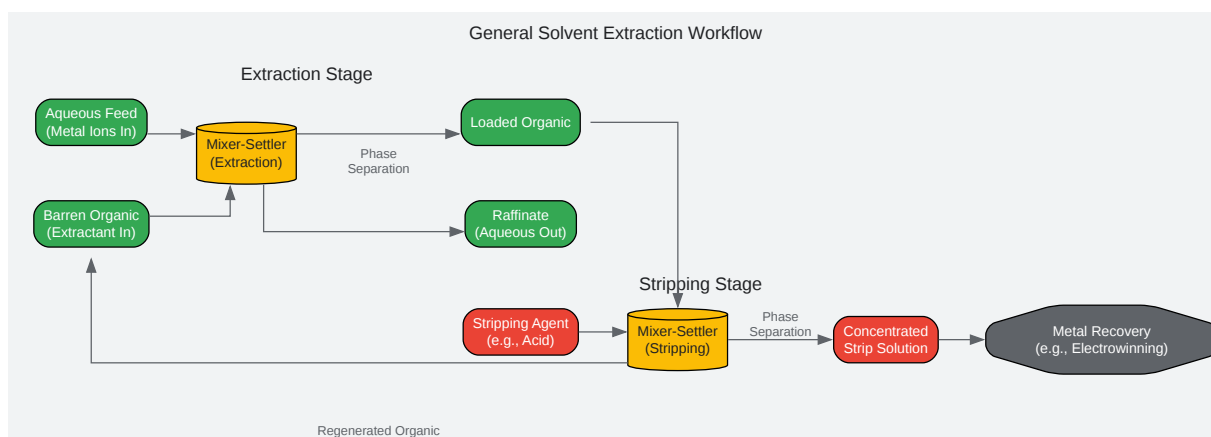 General Solvent Extraction Workflow
Extraction Stage
Aqueous Feed
(Metal Ions In)
Mixer-Settler
(Extraction)
Phase
Separation
Loaded Organic
Barren Organic
(Extractant In)
Raffinate
(Aqueous Out)
Stripping Stage
Stripping Agent
(e.g., Acid)
Mixer-Settler
(Stripping)
Phase
Separation
Concentrated
Strip Solution
Metal Recovery
(e.g., Electrowinning)
Regenerated Organic